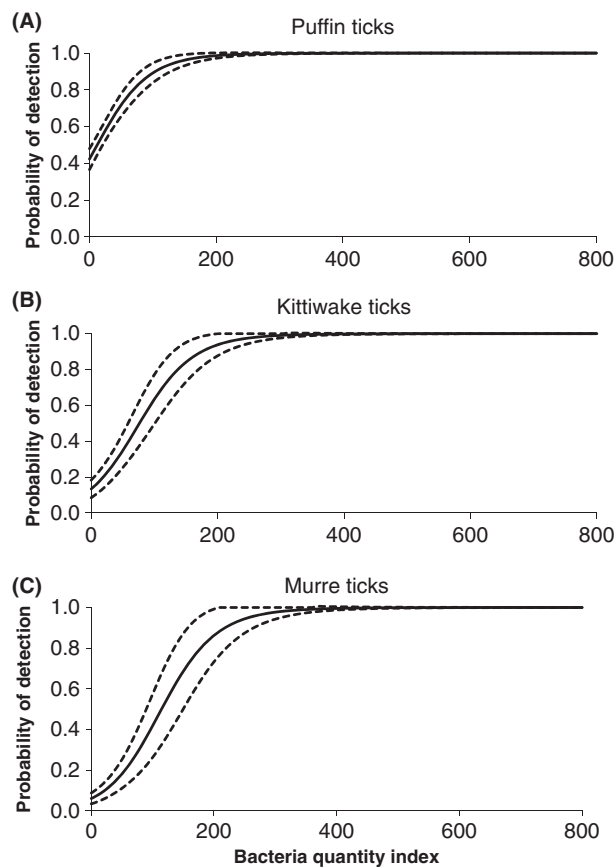 (A)
Puffin ticks
Probability of detection
1.0
0.8
0.6
0.4
0.2
0.0
0 200 400 600 800
(B)
Kittiwake ticks
Probability of detection
1.0
0.8
0.6
0.4
0.2
0.0
0 200 400 600 800
(C)
Murre ticks
Probability of detection
1.0
0.8
0.6
0.4
0.2
0.0
0 200 400 600 800
Bacteria quantity index